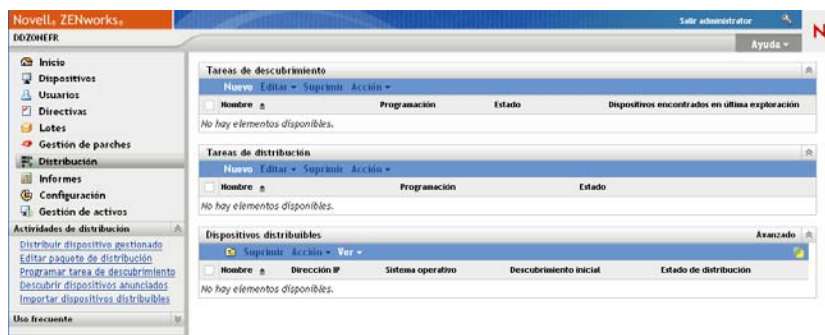 Novell® ZENworks®
Salir administrator
N
DDZONEFR
Ayuda
Inicio
Dispositivos
Usuarios
Directivas
Lotes
Gestión de parches
Distribución
Informes
Configuración
Gestión de activos
Actividades de distribución
Distribuir dispositivo gestionado
Editar paquete de distribución
Programar tarea de descubrimiento
Descubrir dispositivos anunciados
Importar dispositivos distribuibles
Uso frecuente
Tareas de descubrimiento
Nuevo Editar Suprimir Acción
Nombre Programación Estado Dispositivos encontrados en última exploración
No hay elementos disponibles.
Tareas de distribución
Nuevo Editar Suprimir Acción
Nombre Programación Estado
No hay elementos disponibles.
Dispositivos distribuibles Avanzado
Suprimir Acción Ver
Nombre Dirección IP Sistema operativo Descubrimiento inicial Estado de distribución
No hay elementos disponibles.